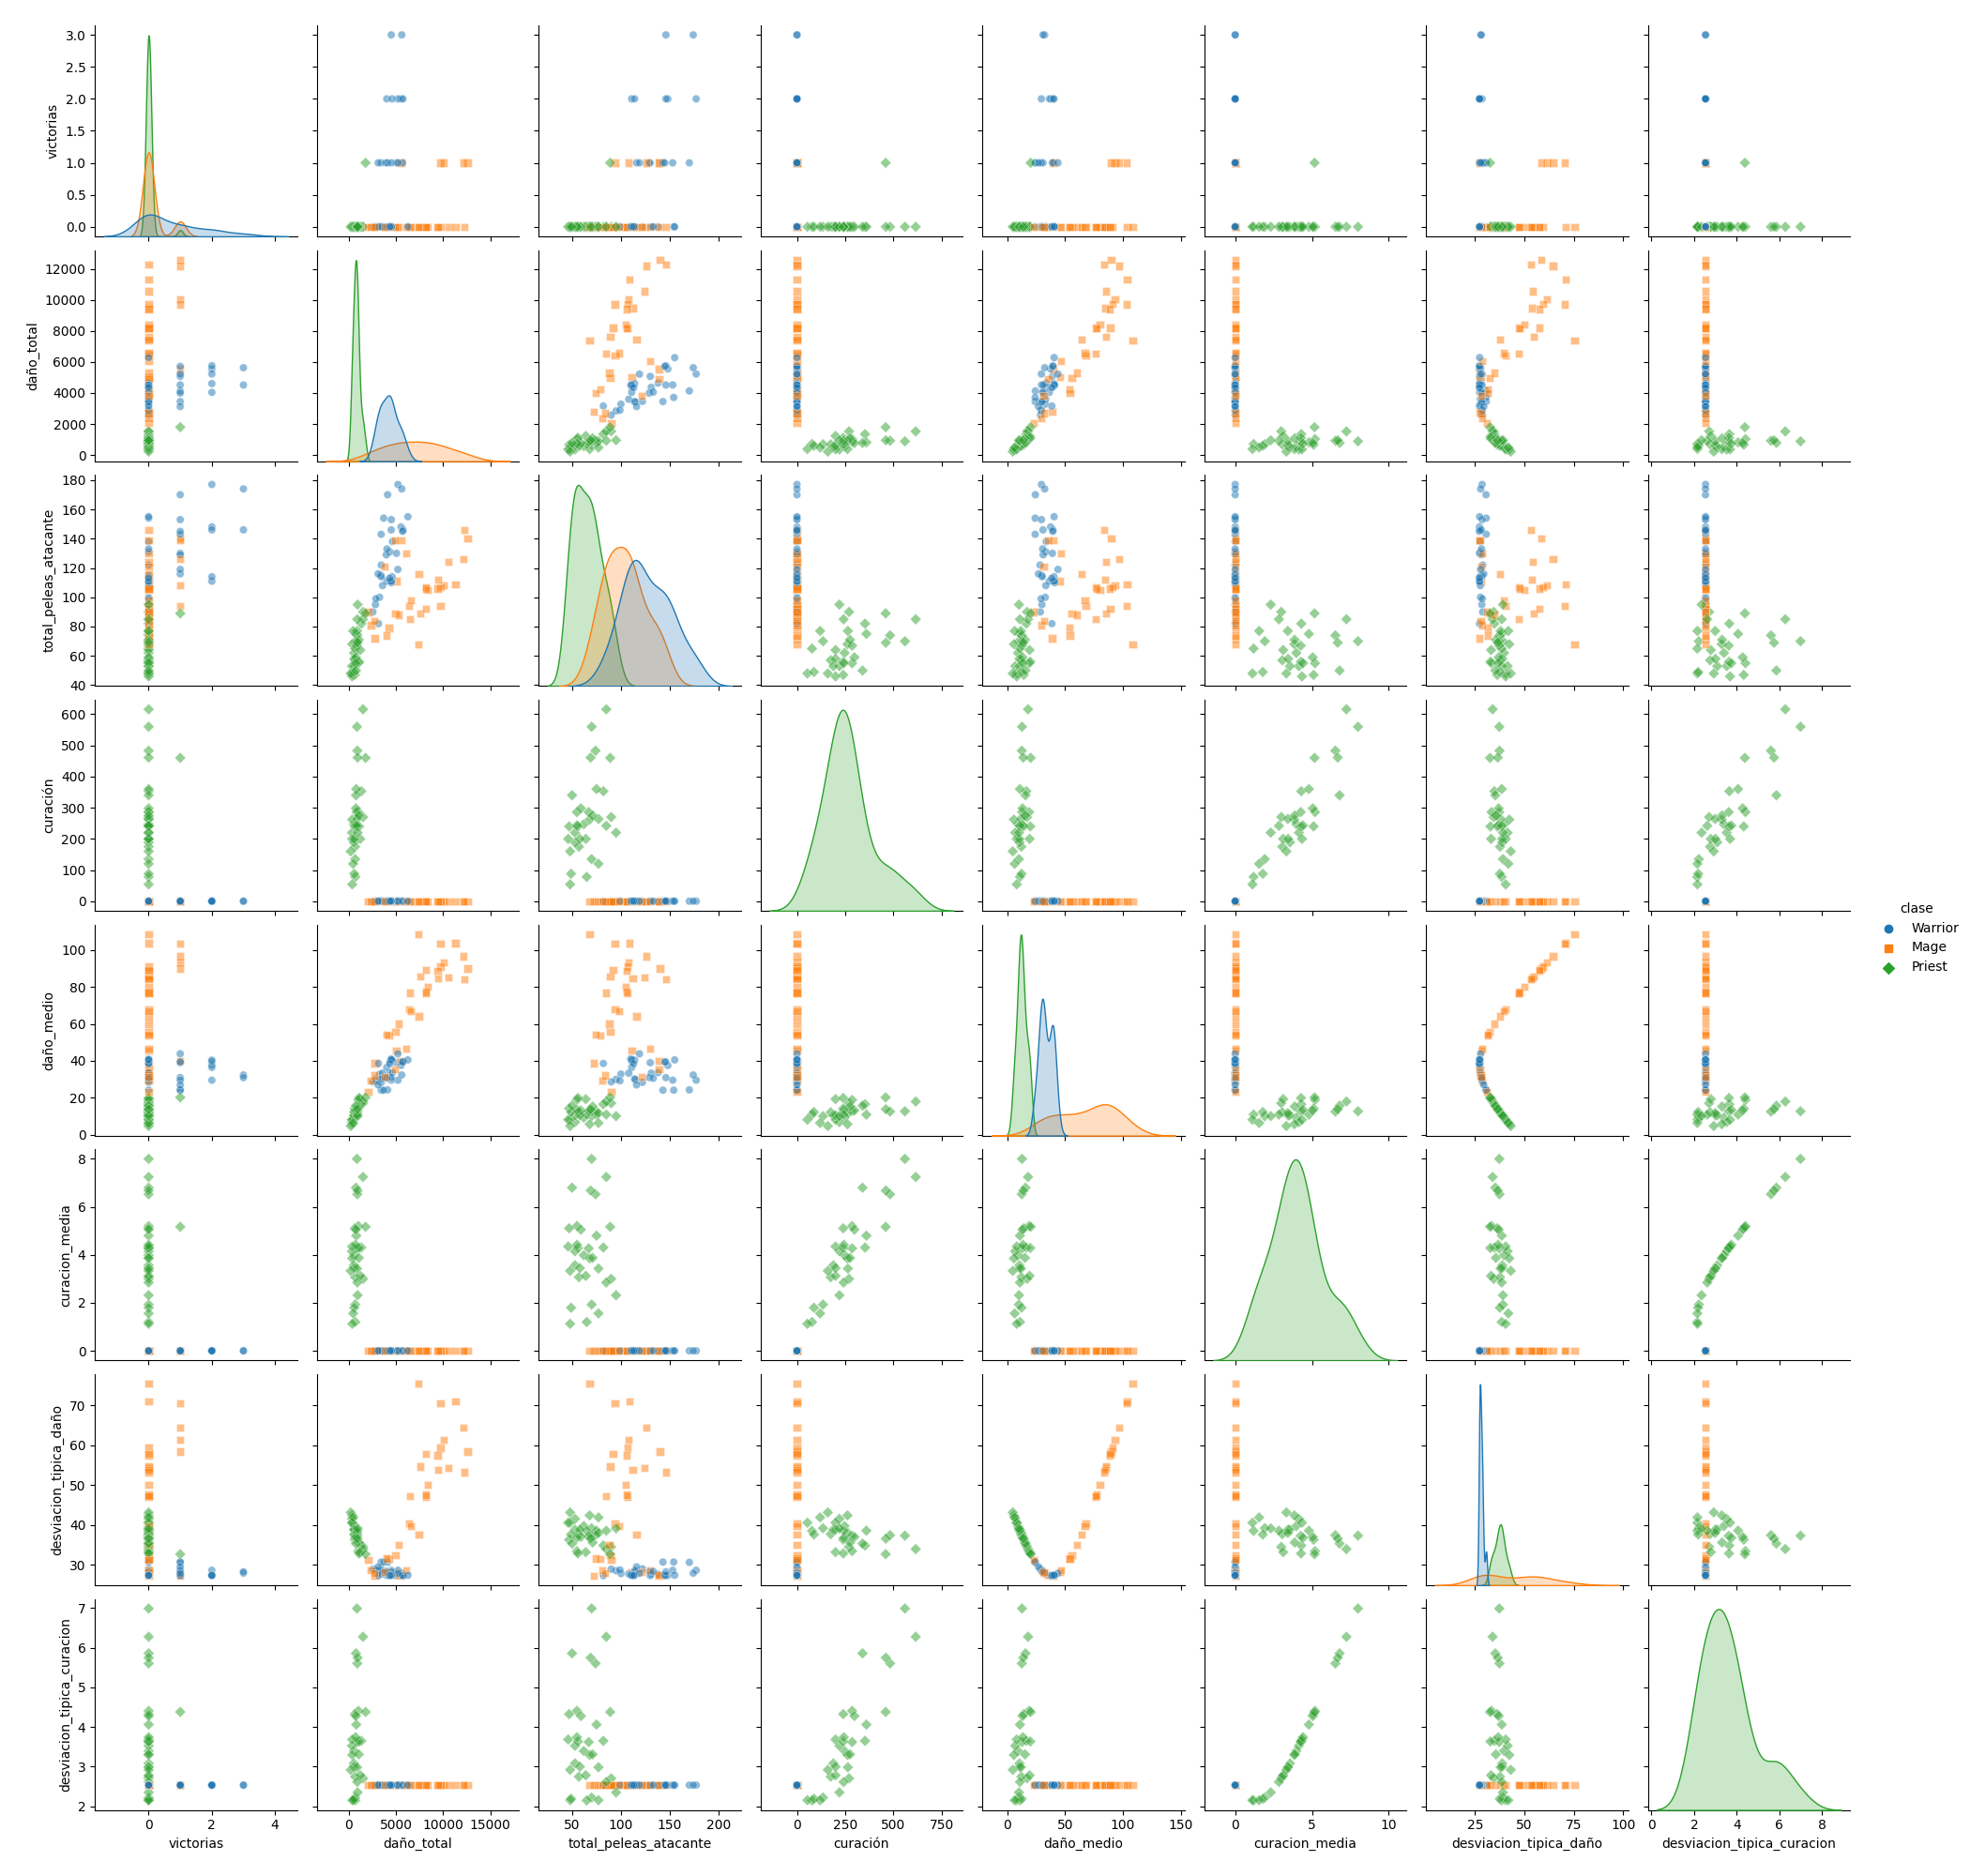 3.0
2.5
2.0
1.5
1.0
0.5
0.0
victorias
12000
10000
8000
6000
4000
2000
0
daño_total
180
160
140
120
100
80
60
40
total_peleas_atacante
600
500
400
300
200
100
0
curación
clase
Warrior
Mage
Priest
100
80
60
40
20
0
daño_medio
8
6
4
2
0
curacion_media
70
60
50
40
30
desviacion_tipica_daño
7
6
5
4
3
2
desviacion_tipica_curacion
0 2 4
victorias
0 5000 10000 15000
daño_total
50 100 150 200
total_peleas_atacante
0 250 500 750
curación
0 50 100 150
daño_medio
0 5 10
curacion_media
25 50 75 100
desviacion_tipica_daño
0 2 4 6 8
desviacion_tipica_curacion